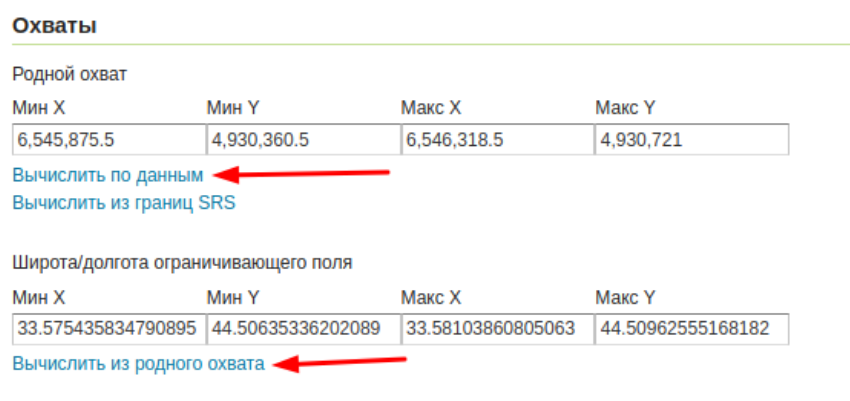 Охваты
Родной охват
Мин X Мин Y Макс X Макс Y
6,545,875.5 4,930,360.5 6,546,318.5 4,930,721
Вычислить по данным
Вычислить из границ SRS
Широта/долгота ограничивающего поля
Мин X Мин Y Макс X Макс Y
33.575435834790895 44.50635336202089 33.58103860805063 44.50962555168182
Вычислить из родного охвата